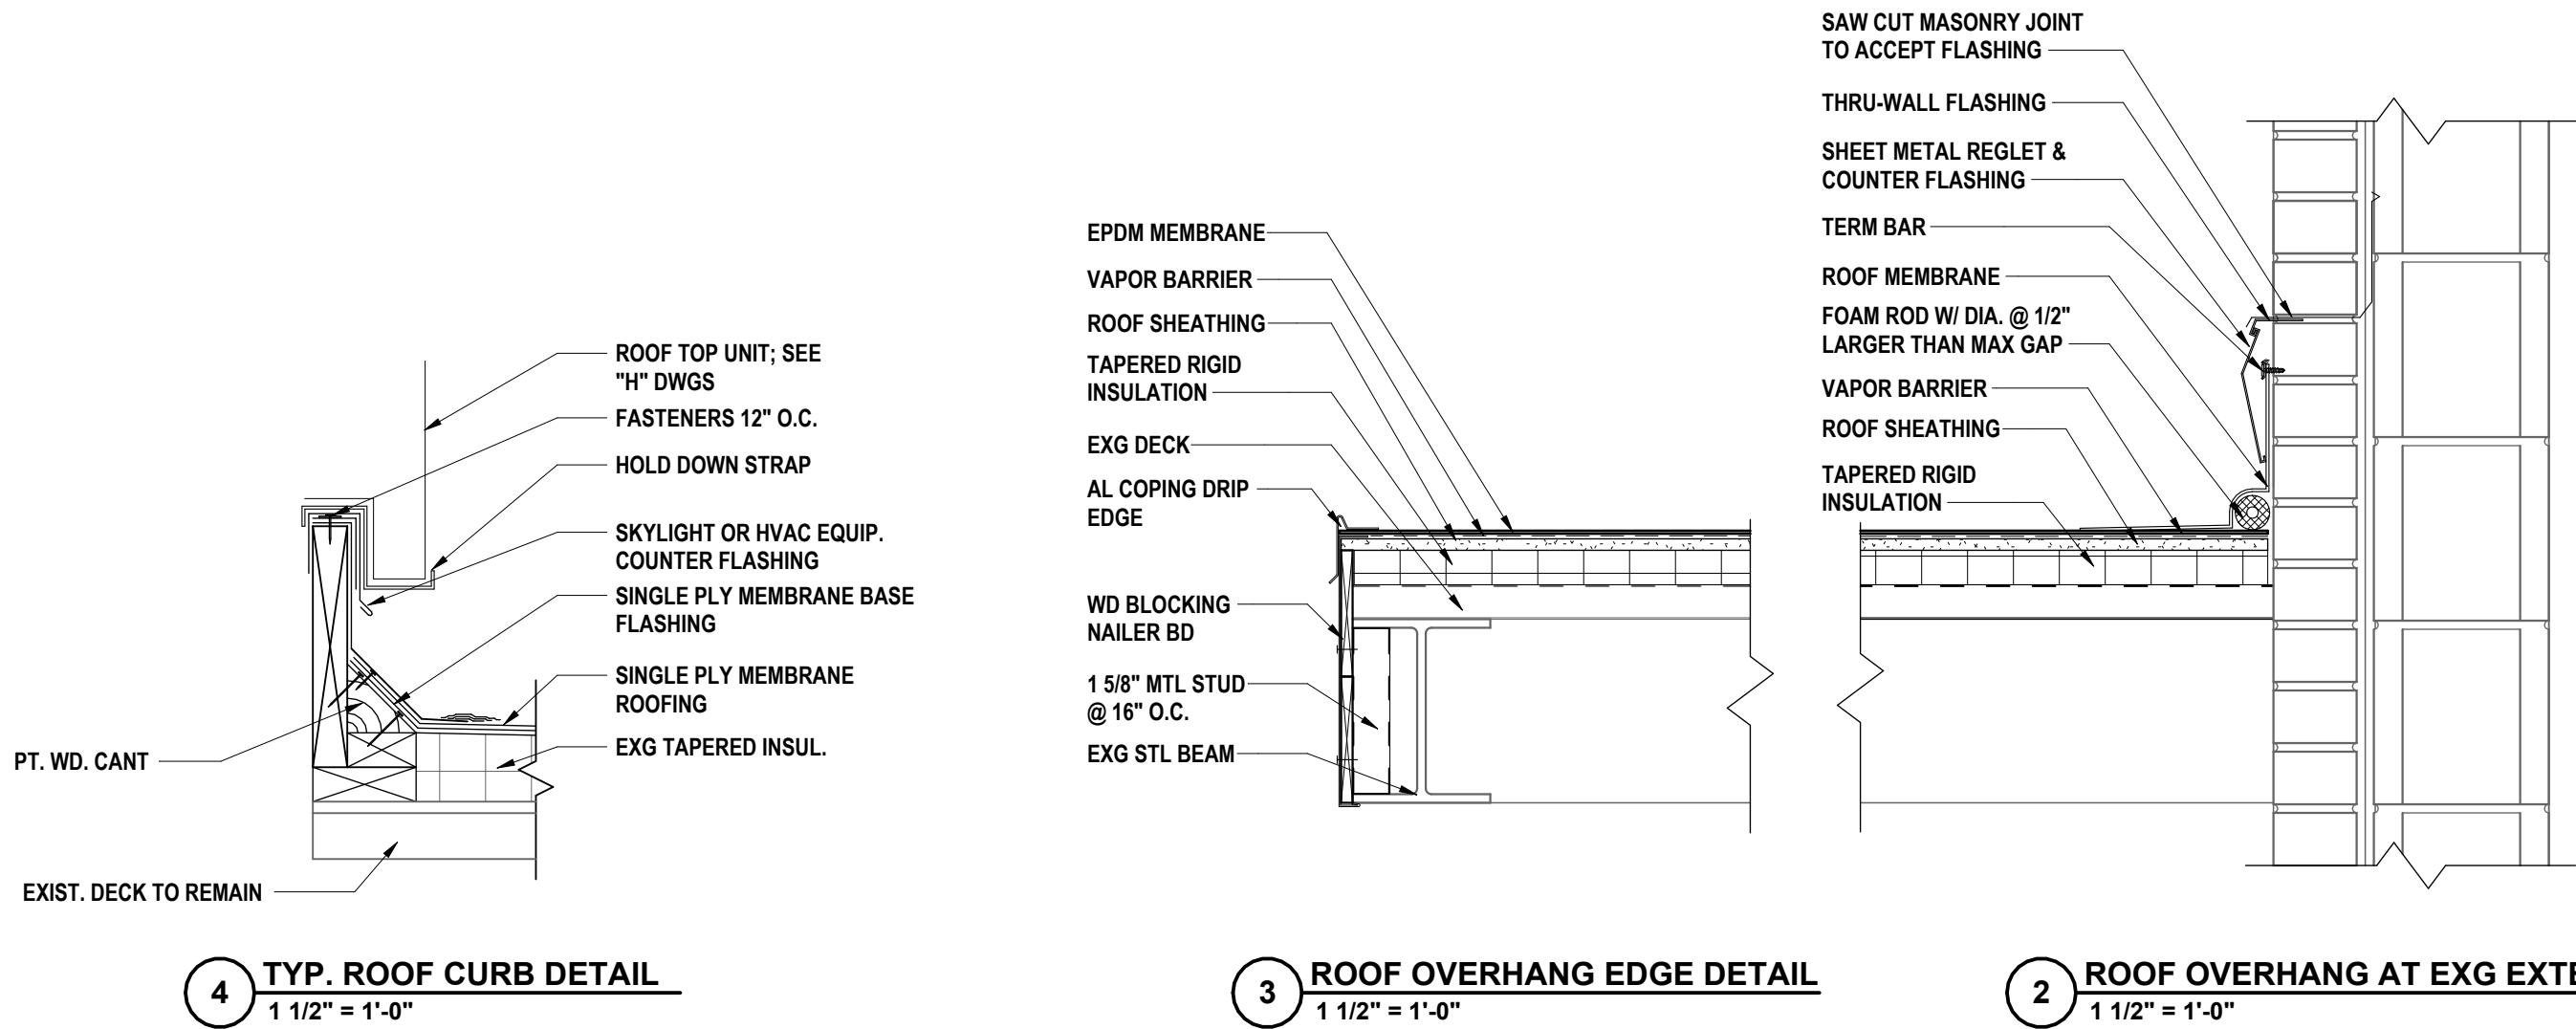 ROOF TOP UNIT; SEE
"H" DWGS
FASTENERS 12" O.C.
HOLD DOWN STRAP
SKYLIGHT OR HVAC EQUIP.
COUNTER FLASHING
SINGLE PLY MEMBRANE BASE
FLASHING
SINGLE PLY MEMBRANE
ROOFING
EXG TAPERED INSUL.
PT. WD. CANT
EXIST. DECK TO REMAIN
4
TYP. ROOF CURB DETAIL
1 1/2" = 1'-0"
EPDM MEMBRANE
VAPOR BARRIER
ROOF SHEATHING
TAPERED RIGID
INSULATION
EXG DECK
AL COPING DRIP
EDGE
WD BLOCKING
NAILER BD
1 5/8" MTL STUD
@ 16" O.C.
EXG STL BEAM
3
ROOF OVERHANG EDGE DETAIL
1 1/2" = 1'-0"
SAW CUT MASONRY JOINT
TO ACCEPT FLASHING
THRU-WALL FLASHING
SHEET METAL REGLET &
COUNTER FLASHING
TERM BAR
ROOF MEMBRANE
FOAM ROD W/ DIA. @ 1/2"
LARGER THAN MAX GAP
VAPOR BARRIER
ROOF SHEATHING
TAPERED RIGID
INSULATION
2
ROOF OVERHANG AT EXG
1 1/2" = 1'-0"